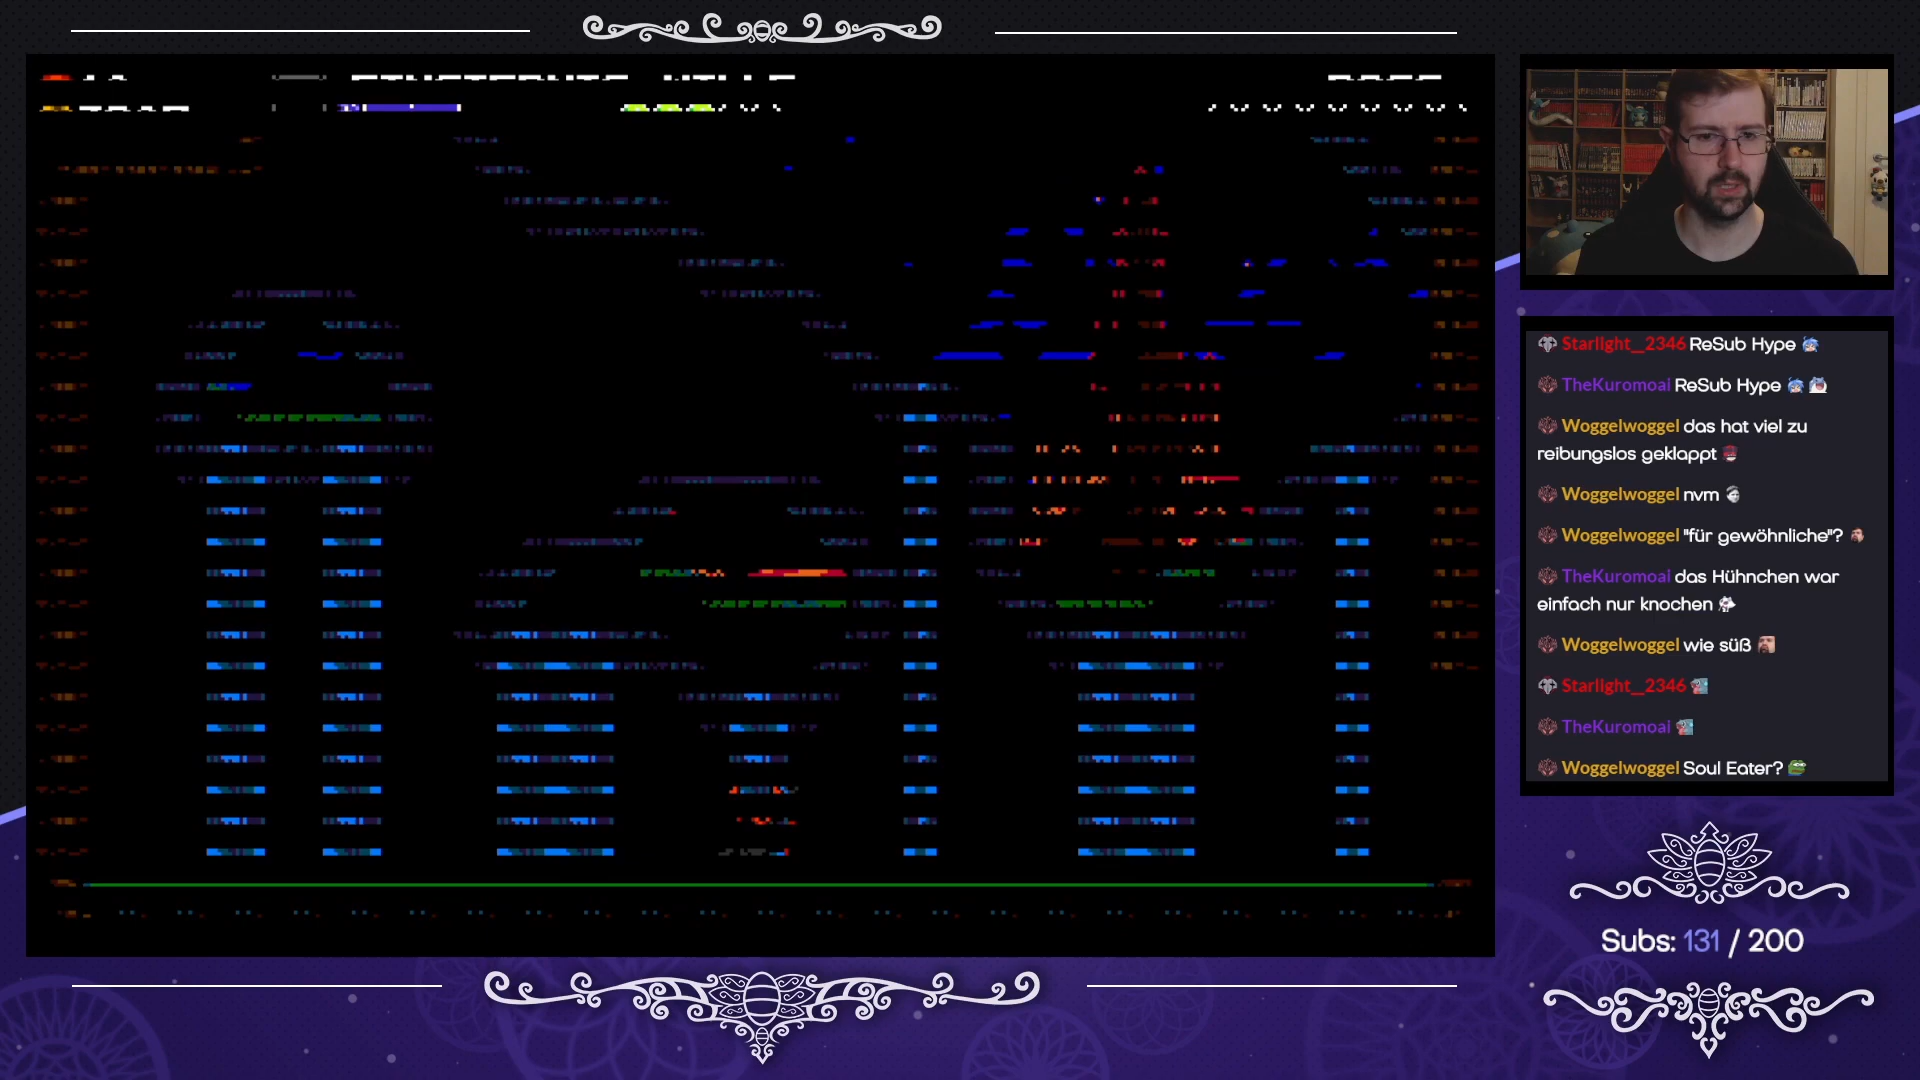 Starlight_2346 ReSub Hype
TheKuromoai ReSub Hype
Woggelwoggel das hat viel zu
reibungslos geklappt
Woggelwoggel nvm
Woggelwoggel "für gewöhnliche"?
TheKuromoai das Hühnchen war
einfach nur knochen
Woggelwoggel wie süß
Starlight_2346
TheKuromoai
Woggelwoggel Soul Eater?
Subs: 131 / 200